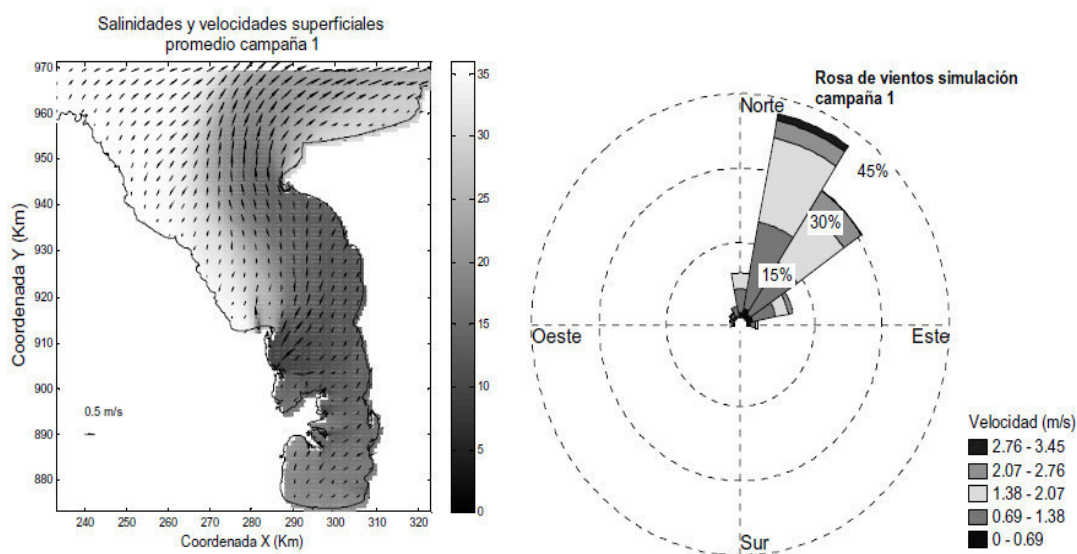 Salinidades y velocidades superficiales
promedio campaña 1
970
960
950
940
930
920
910
900
890
880
Coordenada Y (Km)
0.5 m/s
240 250 260 270 280 290 300 310 320
Coordenada X (Km)
35
30
25
20
15
10
5
0
Rosa de vientos simulación
campaña 1
Norte
45%
30%
15%
Oeste
Este
Sur
Velocidad (m/s)
2.76 - 3.45
2.07 - 2.76
1.38 - 2.07
0.69 - 1.38
0 - 0.69